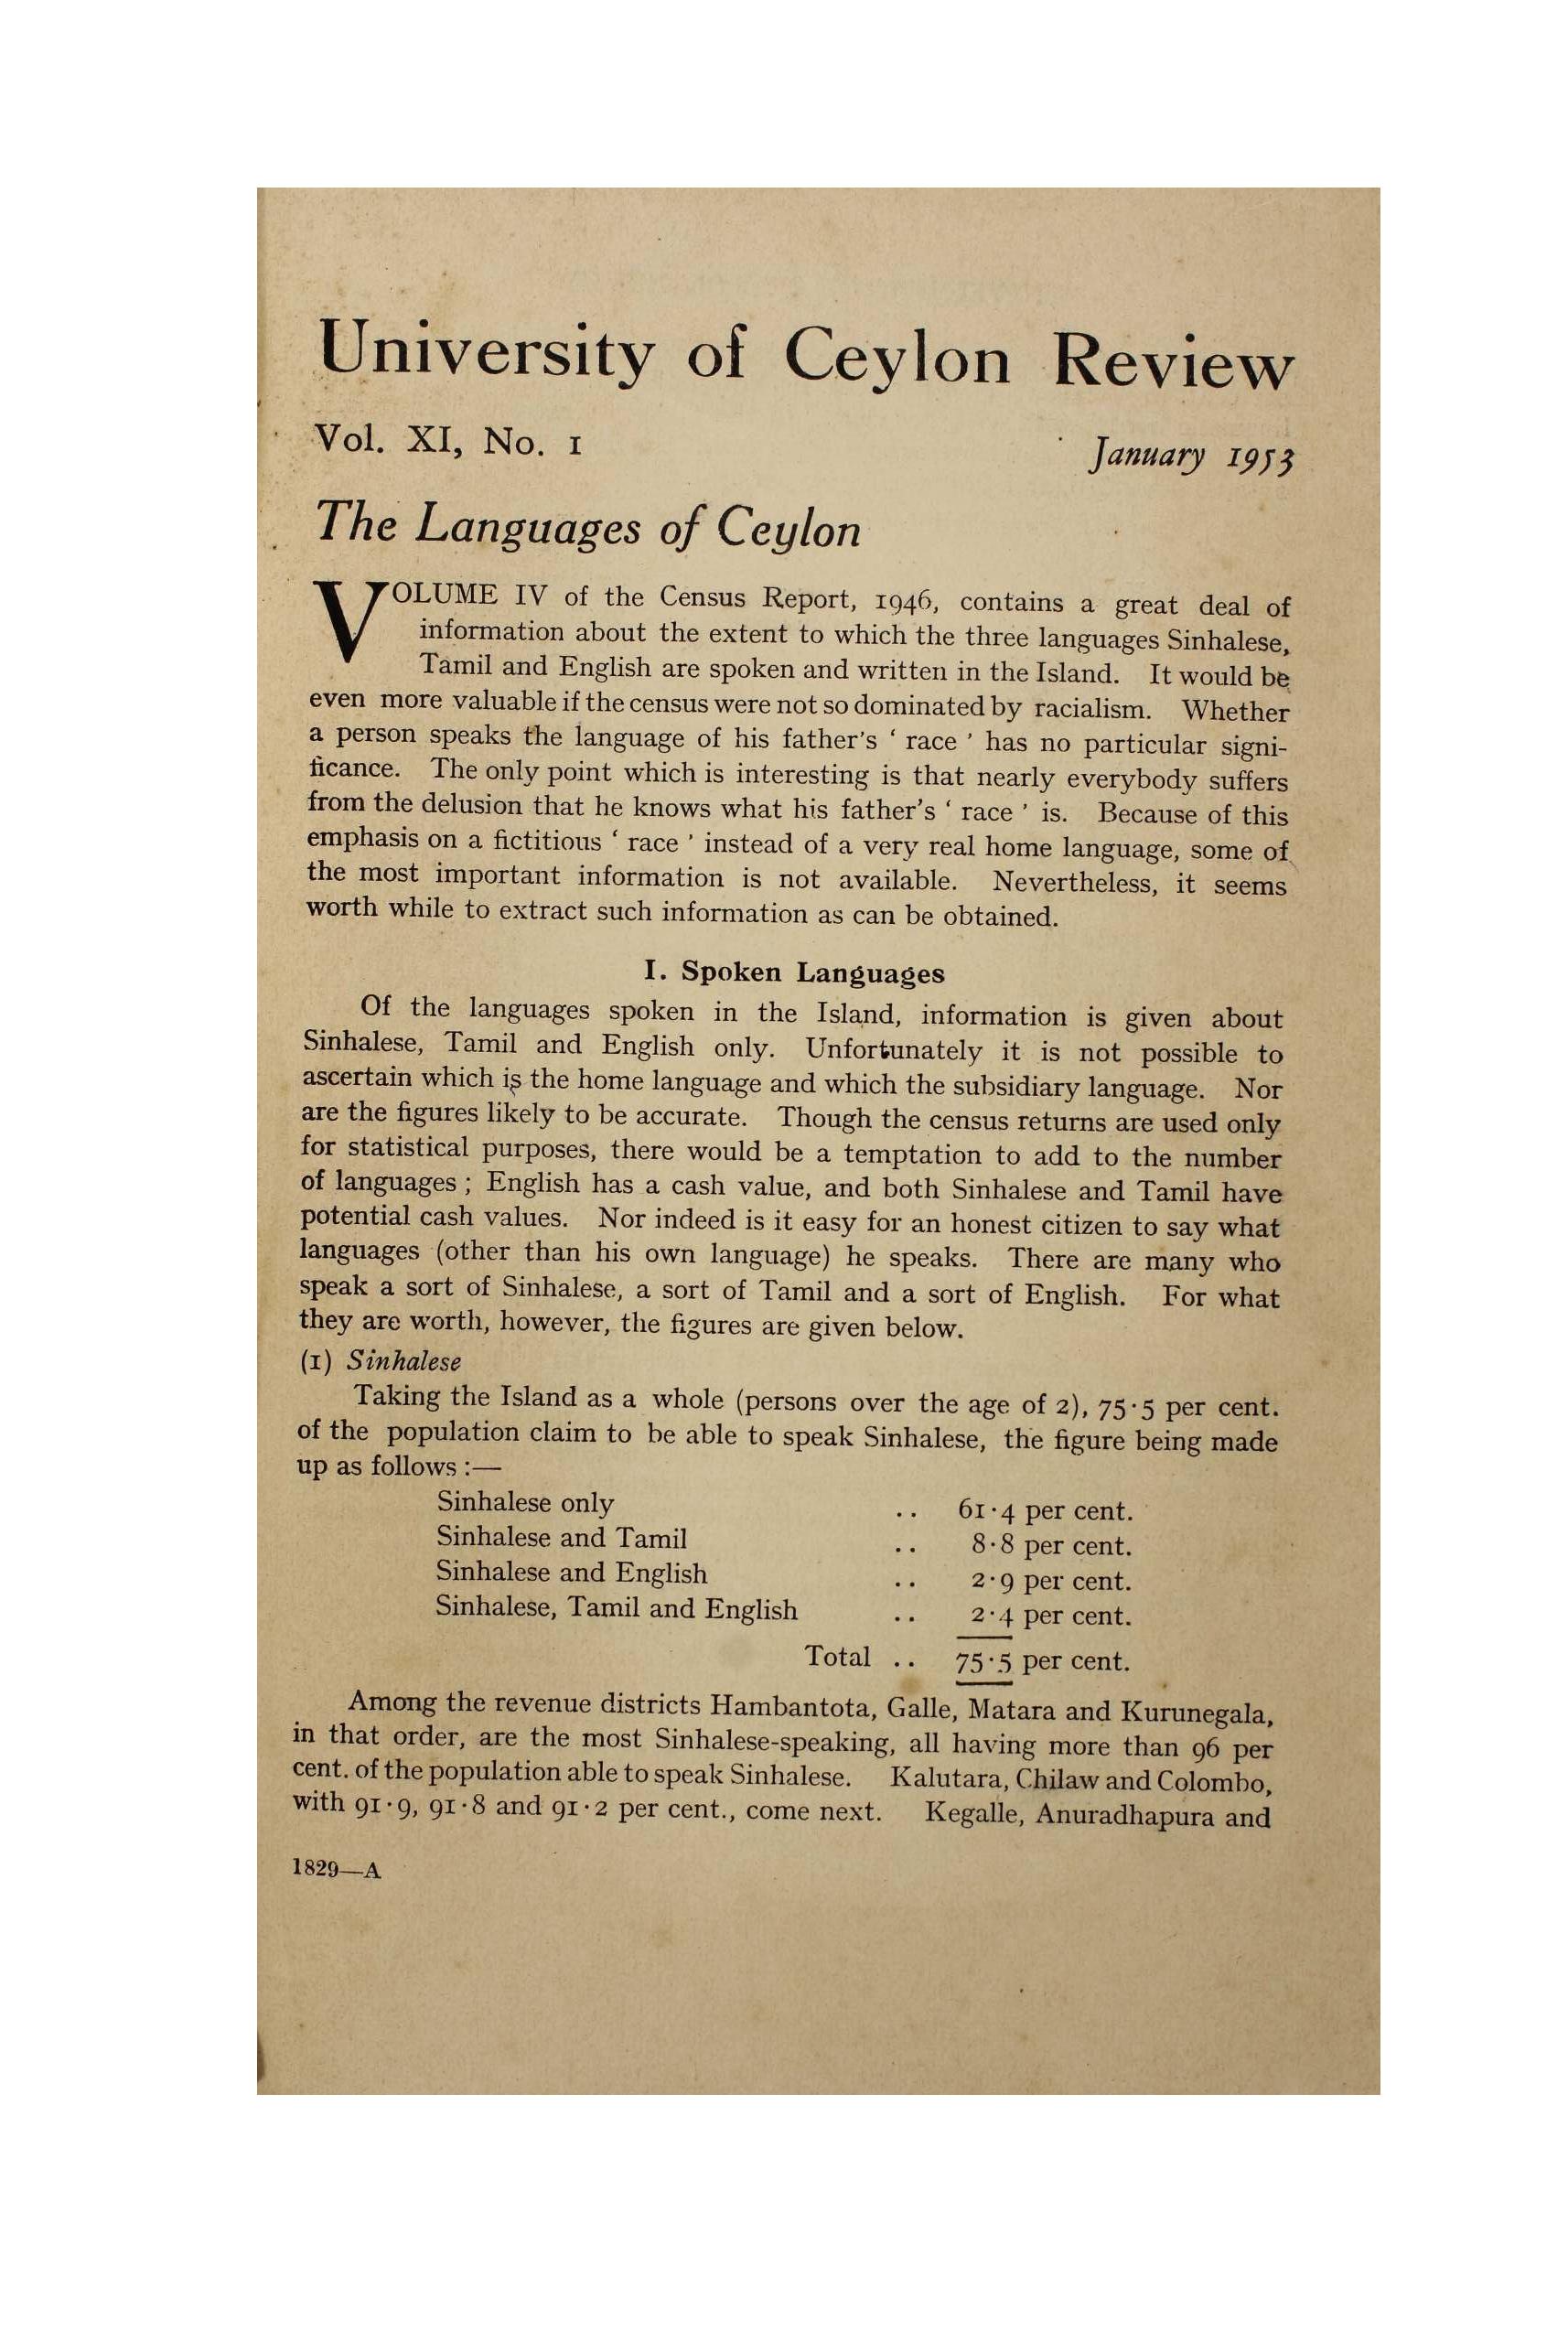 University of Ceylon Review
Vol. XI, No. 1
January 1953
The Languages of Ceylon
VOLUME IV of the Census Report, 1946, contains a great deal of
information about the extent to which the three languages Sinhalese,
Tamil and English are spoken and written in the Island. It would be
even more valuable if the census were not so dominated by racialism. Whether
a person speaks the language of his father's ‘ race ’ has no particular signi-
ficance. The only point which is interesting is that nearly everybody suffers
from the delusion that he knows what his father's ‘ race ’ is. Because of this
emphasis on a fictitious ‘ race ’ instead of a very real home language, some of
the most important information is not available. Nevertheless, it seems
worth while to extract such information as can be obtained.
I. Spoken Languages
Of the languages spoken in the Island, information is given about
Sinhalese, Tamil and English only. Unfortunately it is not possible to
ascertain which is the home language and which the subsidiary language. Nor
are the figures likely to be accurate. Though the census returns are used only
for statistical purposes, there would be a temptation to add to the number
of languages ; English has a cash value, and both Sinhalese and Tamil have
potential cash values. Nor indeed is it easy for an honest citizen to say what
languages (other than his own language) he speaks. There are many who
speak a sort of Sinhalese, a sort of Tamil and a sort of English. For what
they are worth, however, the figures are given below.
(1) Sinhalese
Taking the Island as a whole (persons over the age of 2), 75·5 per cent.
of the population claim to be able to speak Sinhalese, the figure being made
up as follows :—
Sinhalese only .. 61·4 per cent.
Sinhalese and Tamil .. 8·8 per cent.
Sinhalese and English .. 2·9 per cent.
Sinhalese, Tamil and English .. 2·4 per cent.
Total .. 75·5 per cent.
Among the revenue districts Hambantota, Galle, Matara and Kurunegala,
in that order, are the most Sinhalese-speaking, all having more than 96 per
cent. of the population able to speak Sinhalese. Kalutara, Chilaw and Colombo,
with 91·9, 91·8 and 91·2 per cent., come next. Kegalle, Anuradhapura and
1829—A